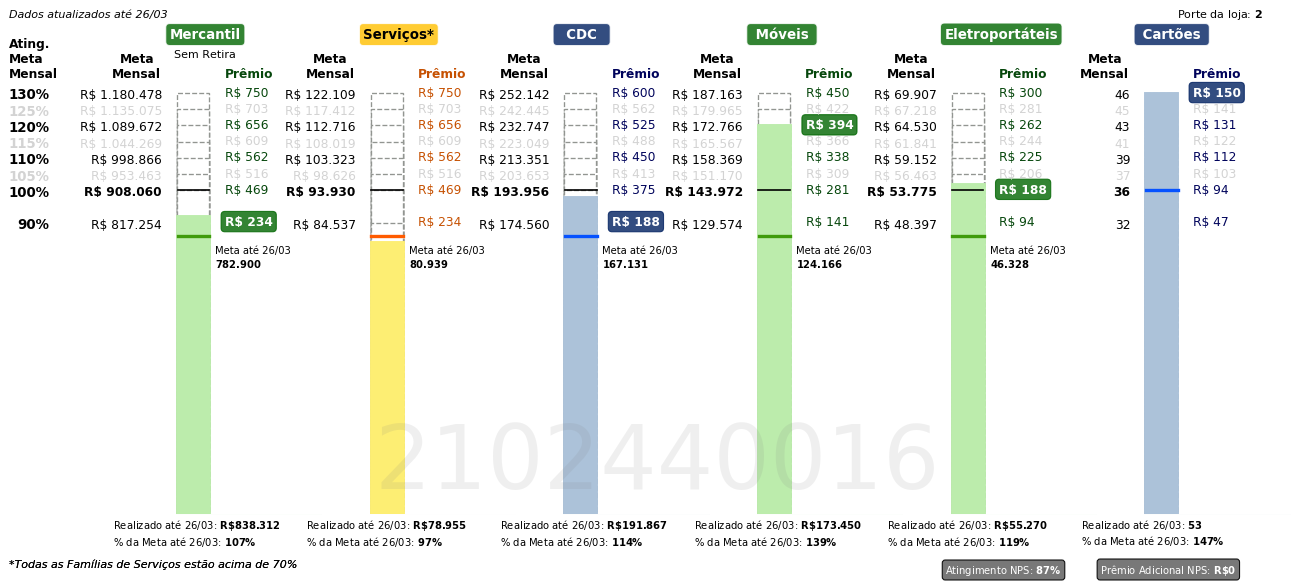 Dados atualizados até 26/03
Porte da loja: 2
Mercantil Serviços* CDC Móveis Eletroportáteis Cartões
Sem Retira
Ating. Meta Mensal
Meta Mensal Prêmio Meta Mensal Prêmio Meta Mensal Prêmio Meta Mensal Prêmio Meta Mensal Prêmio Meta Mensal Prêmio
130% R$ 1.180.478 R$ 750 R$ 122.109 R$ 750 R$ 252.142 R$ 600 R$ 187.163 R$ 450 R$ 69.907 R$ 300 46 R$ 150
125% R$ 1.135.075 R$ 703 R$ 117.412 R$ 703 R$ 242.445 R$ 562 R$ 179.965 R$ 422 R$ 67.218 R$ 281 45 R$ 141
120% R$ 1.089.672 R$ 656 R$ 112.716 R$ 656 R$ 232.747 R$ 525 R$ 172.766 R$ 394 R$ 64.530 R$ 262 43 R$ 131
115% R$ 1.044.269 R$ 609 R$ 108.019 R$ 609 R$ 223.049 R$ 488 R$ 165.567 R$ 366 R$ 61.841 R$ 244 41 R$ 122
110% R$ 998.866 R$ 562 R$ 103.323 R$ 562 R$ 213.351 R$ 450 R$ 158.369 R$ 338 R$ 59.152 R$ 225 39 R$ 112
105% R$ 953.463 R$ 516 R$ 98.626 R$ 516 R$ 203.653 R$ 413 R$ 151.170 R$ 309 R$ 56.463 R$ 206 37 R$ 103
100% R$ 908.060 R$ 469 R$ 93.930 R$ 469 R$ 193.956 R$ 375 R$ 143.972 R$ 281 R$ 53.775 R$ 188 36 R$ 94
90% R$ 817.254 R$ 234 R$ 84.537 R$ 234 R$ 174.560 R$ 188 R$ 129.574 R$ 141 R$ 48.397 R$ 94 32 R$ 47
Meta até 26/03 Meta até 26/03 Meta até 26/03 Meta até 26/03 Meta até 26/03
782.900 80.939 167.131 124.166 46.328
2102440016
Realizado até 26/03: R$838.312 Realizado até 26/03: R$78.955 Realizado até 26/03: R$191.867 Realizado até 26/03: R$173.450 Realizado até 26/03: R$55.270 Realizado até 26/03: 53
% da Meta até 26/03: 107% % da Meta até 26/03: 97% % da Meta até 26/03: 114% % da Meta até 26/03: 139% % da Meta até 26/03: 119% % da Meta até 26/03: 147%
*Todas as Famílias de Serviços estão acima de 70%
Atingimento NPS: 87% Prêmio Adicional NPS: R$0